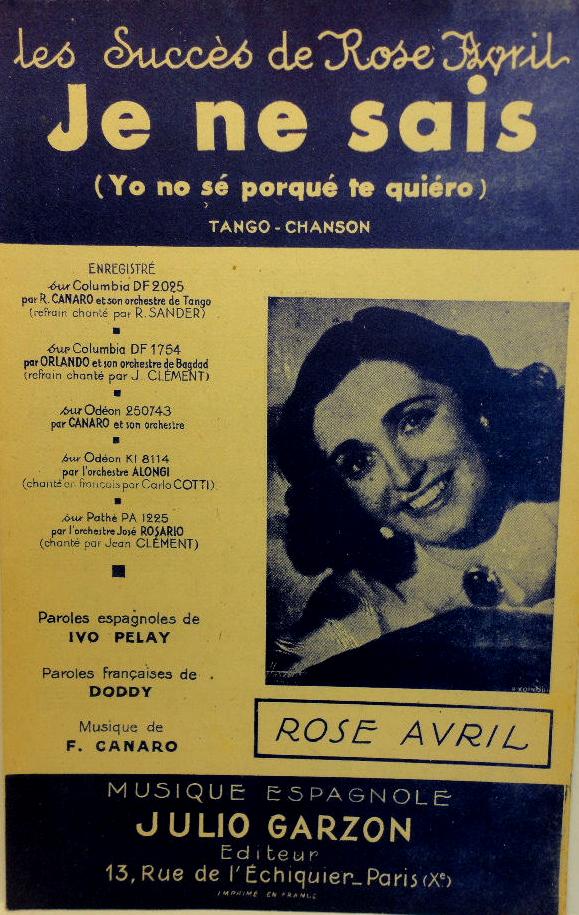 les Succès de Rose Avril
Je ne sais
(Yo no sé porqué te quiéro)
TANGO - CHANSON
ENREGISTRÉ
sur Columbia DF 2025
par R. CANARO et son orchestre de Tango
(refrain chanté par R. SANDER)
sur Columbia DF 1754
par ORLANDO et son orchestre de Bagdad
(refrain chanté par J. CLÉMENT)
sur Odéon 250743
par CANARO et son orchestre
sur Odéon KI 8114
par l'orchestre ALONGI
(chanté en français par Carlo COTTI)
sur Pathé PA 1225
par l'orchestre José ROSARIO
(chanté par Jean CLÉMENT)
Paroles espagnoles de
IVO PELAY
Paroles françaises de
DODDY
Musique de
F. CANARO
ROSE AVRIL
MUSIQUE ESPAGNOLE
JULIO GARZON
Editeur
13, Rue de l'Échiquier_Paris (Xe)
IMPRIMÉ EN FRANCE